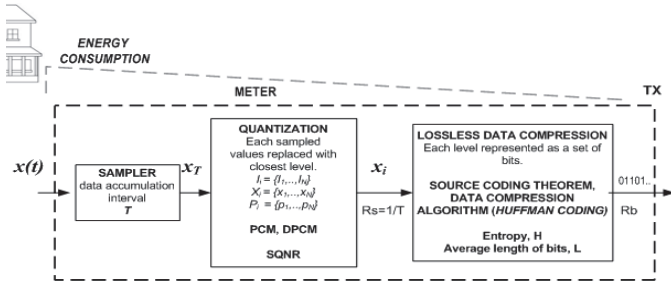 ENERGY
CONSUMPTION
METER
TX
x(t)
SAMPLER
data accumulation
interval
T
x_T
QUANTIZATION
Each sampled
values replaced with
closest level.
I_i = {I_1,..,I_N}
X_i = {x_1,..,x_N}
P_i = {p_1,..,p_N}
PCM, DPCM
SQNR
x_i
Rs=1/T
LOSSLESS DATA COMPRESSION
Each level represented as a set of
bits.
SOURCE CODING THEOREM,
DATA COMPRESSION
ALGORITHM (HUFFMAN CODING)
Entropy, H
Average length of bits, L
01101..
Rb